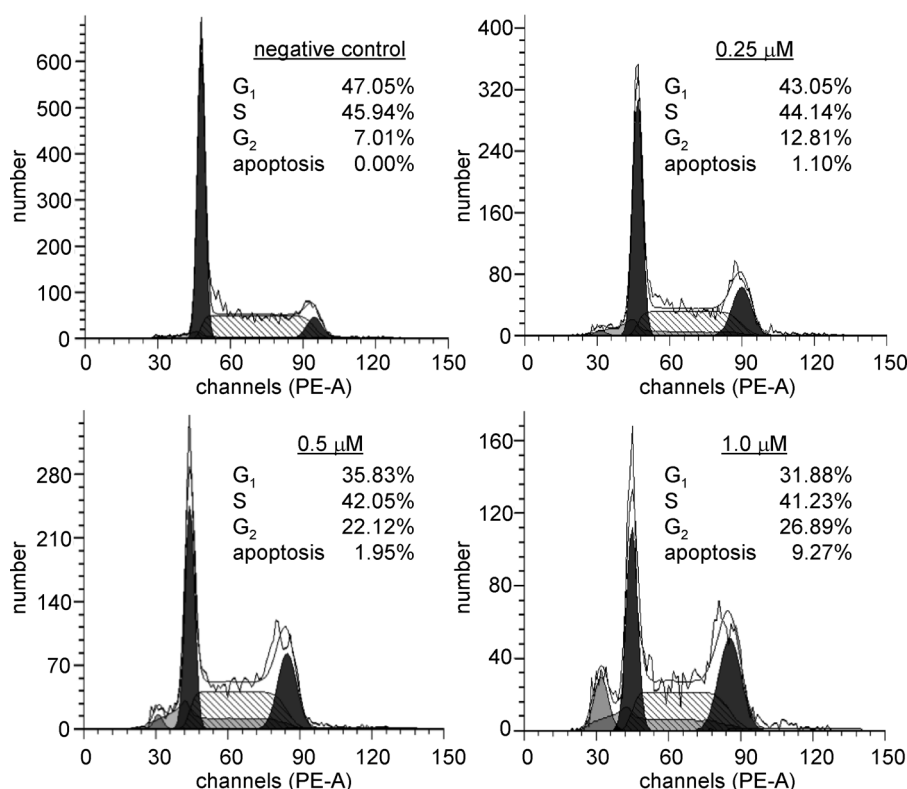 negative control
G₁ 47.05%
S 45.94%
G₂ 7.01%
apoptosis 0.00%
number
600
500
400
300
200
100
0
0 30 60 90 120 150
channels (PE-A)
0.25 µM
G₁ 43.05%
S 44.14%
G₂ 12.81%
apoptosis 1.10%
number
400
320
240
160
80
0
0 30 60 90 120 150
channels (PE-A)
0.5 µM
G₁ 35.83%
S 42.05%
G₂ 22.12%
apoptosis 1.95%
number
280
210
140
70
0
0 30 60 90 120 150
channels (PE-A)
1.0 µM
G₁ 31.88%
S 41.23%
G₂ 26.89%
apoptosis 9.27%
number
160
120
80
40
0
0 30 60 90 120 150
channels (PE-A)